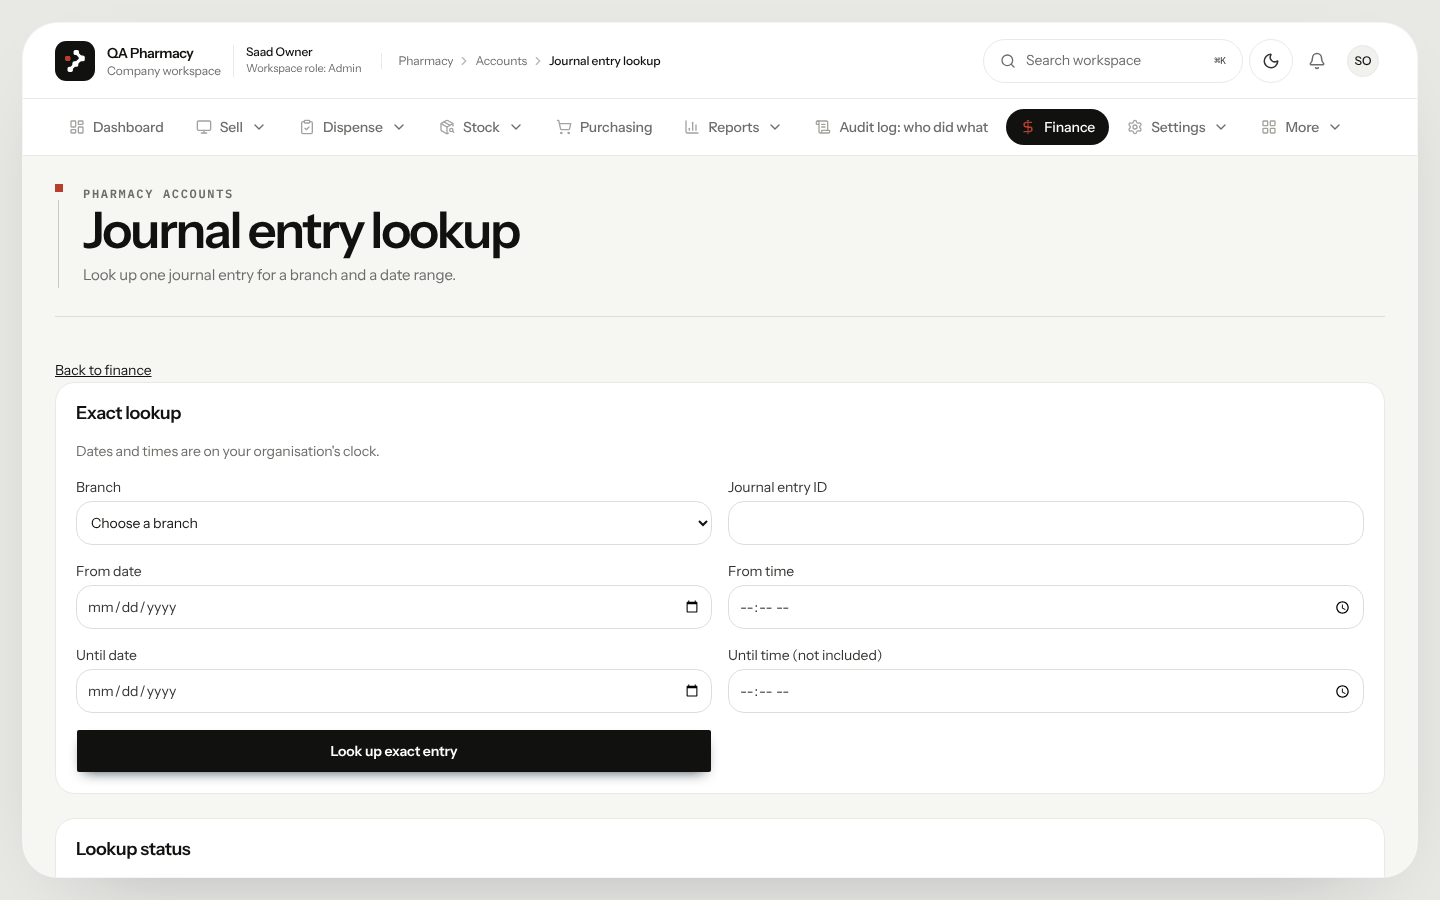 QA Pharmacy
Company workspace
Saad Owner
Workspace role: Admin
Pharmacy > Accounts > Journal entry lookup
Search workspace
⌘K
SO
Dashboard
Sell
Dispense
Stock
Purchasing
Reports
Audit log: who did what
Finance
Settings
More
PHARMACY ACCOUNTS
Journal entry lookup
Look up one journal entry for a branch and a date range.
Back to finance
Exact lookup
Dates and times are on your organisation's clock.
Branch
Choose a branch
Journal entry ID
From date
mm/dd/yyyy
From time
--:-- --
Until date
mm/dd/yyyy
Until time (not included)
--:-- --
Look up exact entry
Lookup status